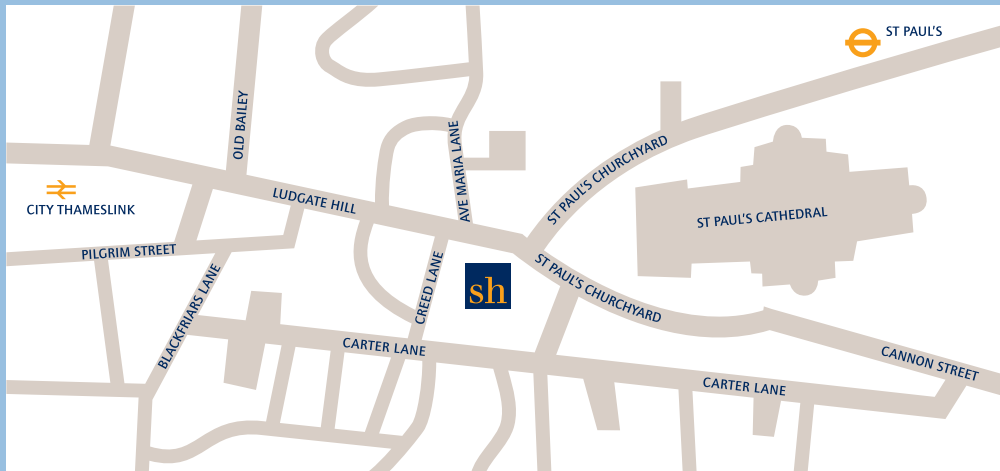 ST PAUL'S
OLD BAILEY
AVE MARIA LANE
ST PAUL'S CHURCHYARD
CITY THAMESLINK
LUDGATE HILL
ST PAUL'S CATHEDRAL
PILGRIM STREET
BLACKFRIARS LANE
CREED LANE
sh
ST PAUL'S CHURCHYARD
CARTER LANE
CANNON STREET
CARTER LANE